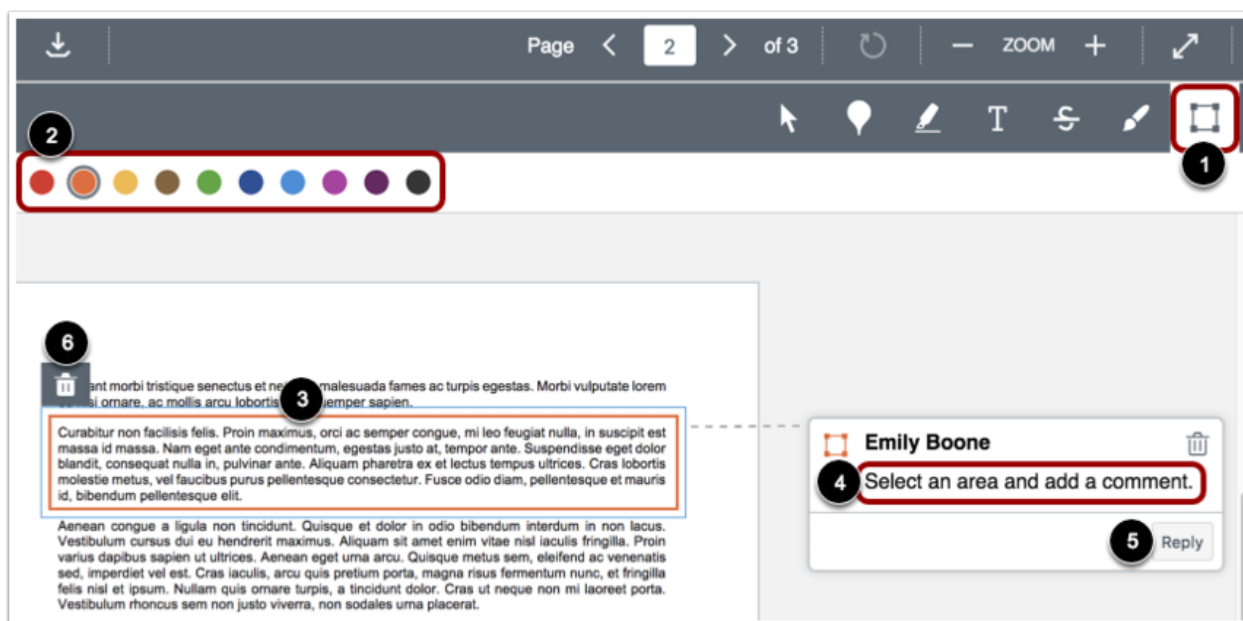 Page 2 of 3 ZOOM
T S
2
1
6
ant morbi tristique senectus et ne malesuada fames ac turpis egestas. Morbi vulputate lorem
si ornare, ac mollis arcu lobortis 3 emper sapien.
Curabitur non facilisis felis. Proin maximus, orci ac semper congue, mi leo feugiat nulla, in suscipit est
massa id massa. Nam eget ante condimentum, egestas justo at, tempor ante. Suspendisse eget dolor
blandit, consequat nulla in, pulvinar ante. Aliquam pharetra ex et lectus tempus ultrices. Cras lobortis
molestie metus, vel faucibus purus pellentesque consectetur. Fusce odio diam, pellentesque et mauris
id, bibendum pellentesque elit.
Emily Boone
4 Select an area and add a comment.
5 Reply
Aenean congue a ligula non tincidunt. Quisque et dolor in odio bibendum interdum in non lacus.
Vestibulum cursus dui eu hendrerit maximus. Aliquam sit amet enim vitae nisl iaculis fringilla. Proin
varius dapibus sapien ut ultrices. Aenean eget urna arcu. Quisque metus sem, eleifend ac venenatis
sed, imperdiet vel est. Cras iaculis, arcu quis pretium porta, magna risus fermentum nunc, et fringilla
felis nisl et ipsum. Nullam quis ornare turpis, a tincidunt dolor. Cras ut neque non mi laoreet porta.
Vestibulum rhoncus sem non justo viverra, non sodales urna placerat.